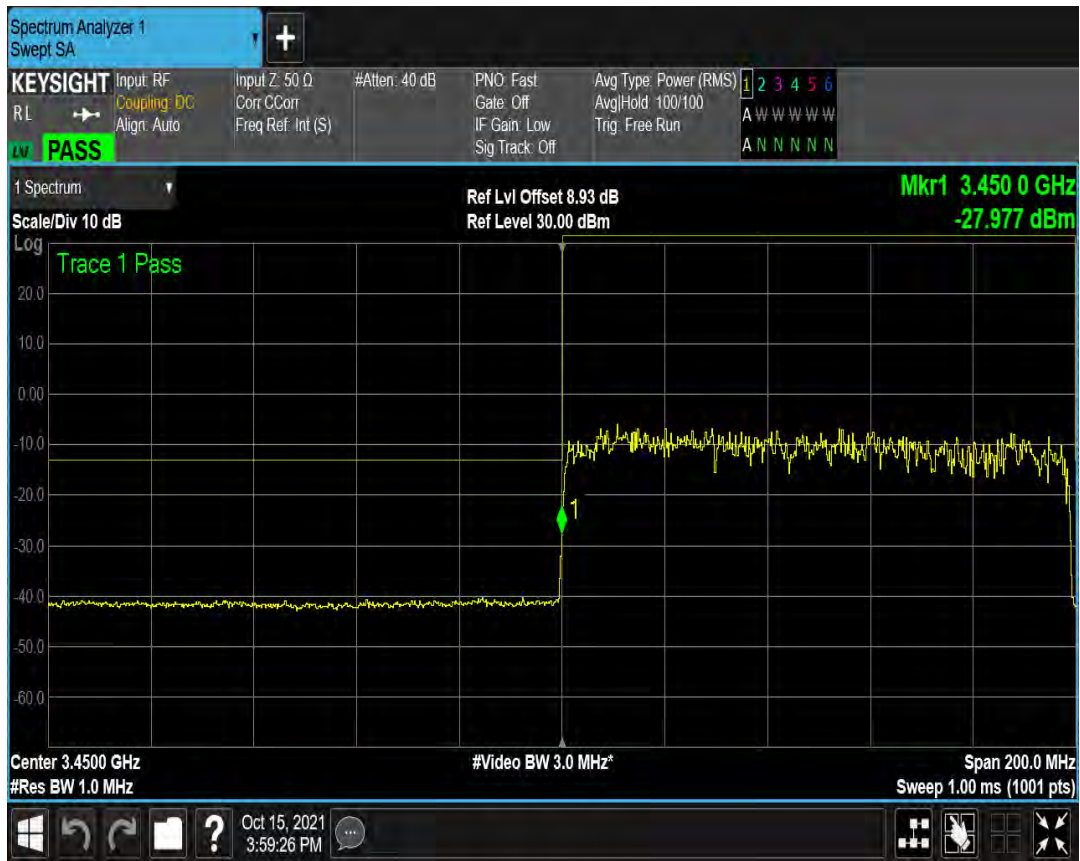 Spectrum Analyzer 1
Swept SA
+
KEYSIGHT Input: RF Input Z: 50 Ω #Atten: 40 dB PNO: Fast Avg Type: Power (RMS) 1 2 3 4 5 6
RL Coupling: DC Corr CCorr Gate: Off Avg|Hold: 100/100 A W W W W W
Align: Auto Freq Ref: Int (S) IF Gain: Low Trig: Free Run
PASS Sig Track: Off A N N N N N
1 Spectrum Ref Lvl Offset 8.93 dB Mkr1 3.450 0 GHz
Scale/Div 10 dB Ref Level 30.00 dBm -27.977 dBm
Log
Trace 1 Pass
20.0
10.0
0.00
-10.0
-20.0
1
-30.0
-40.0
-50.0
-60.0
Center 3.4500 GHz #Video BW 3.0 MHz* Span 200.0 MHz
#Res BW 1.0 MHz Sweep 1.00 ms (1001 pts)
? Oct 15, 2021
3:59:26 PM